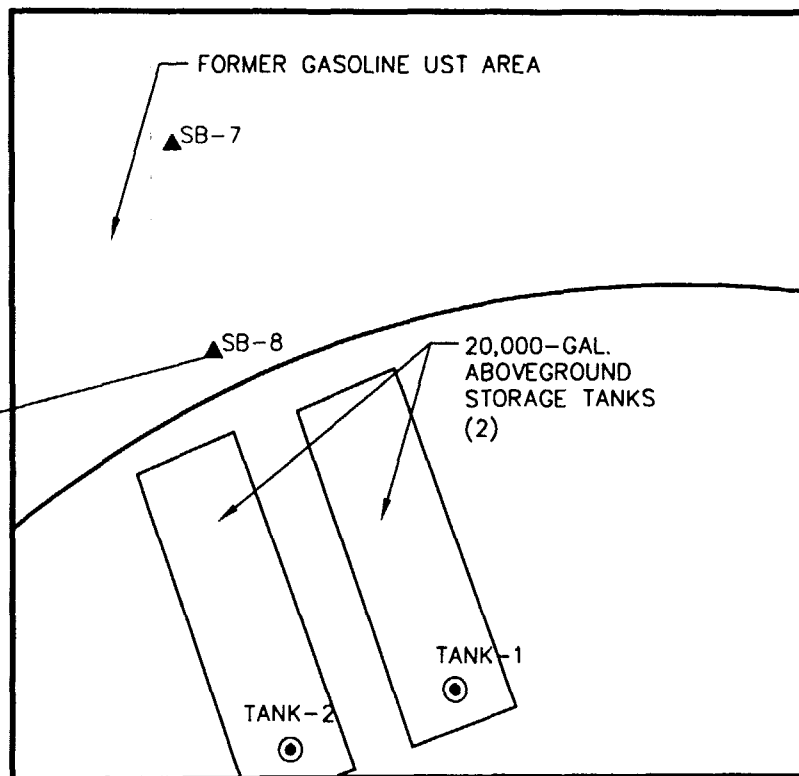 FORMER GASOLINE UST AREA
SB-7
SB-8
20,000-GAL.
ABOVEGROUND
STORAGE TANKS
(2)
TANK-1
TANK-2